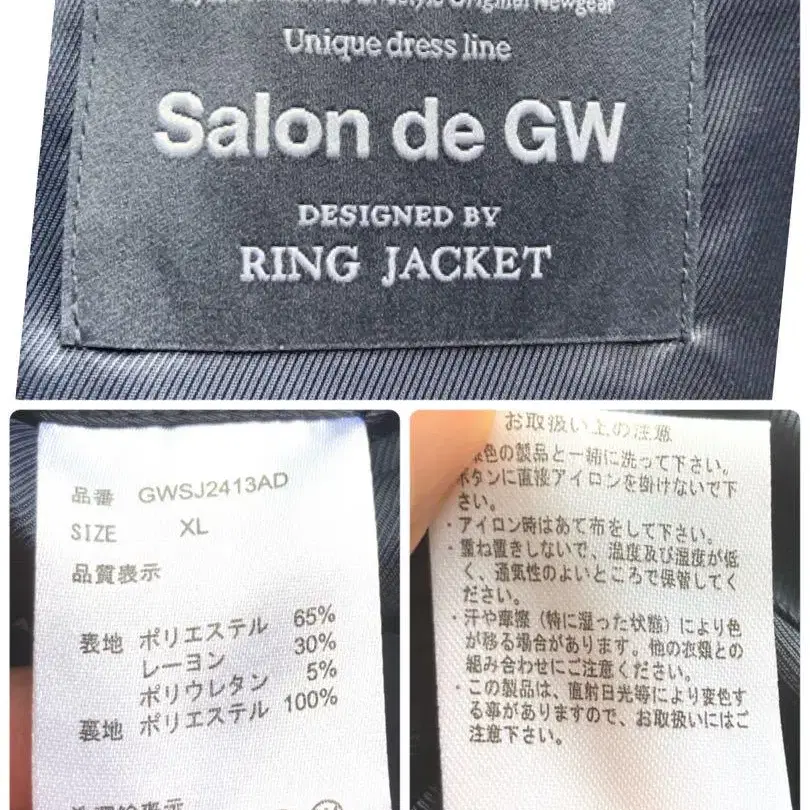 Original Newgear
Unique dress line
Salon de GW
DESIGNED BY
RING JACKET
品番 GWSJ2413AD
SIZE XL
品質表示
表地 ポリエステル 65%
レーヨン 30%
ポリウレタン 5%
裏地 ポリエステル 100%
お取扱い上の注意
色の製品と一緒に洗って下さい。
ボタンに直接アイロンを掛けないで下
さい。
・アイロン時はあて布をして下さい。
・重ね置きしないで、温度及び湿度が低
く、通気性のよいところで保管してく
ださい。
・汗や摩擦（特に湿った状態）により色
が移る場合があります。他の衣類との
組み合わせにご注意ください。
・この製品は、直射日光等により変色す
る事がありますので、お取扱いにはご
注意下さい。